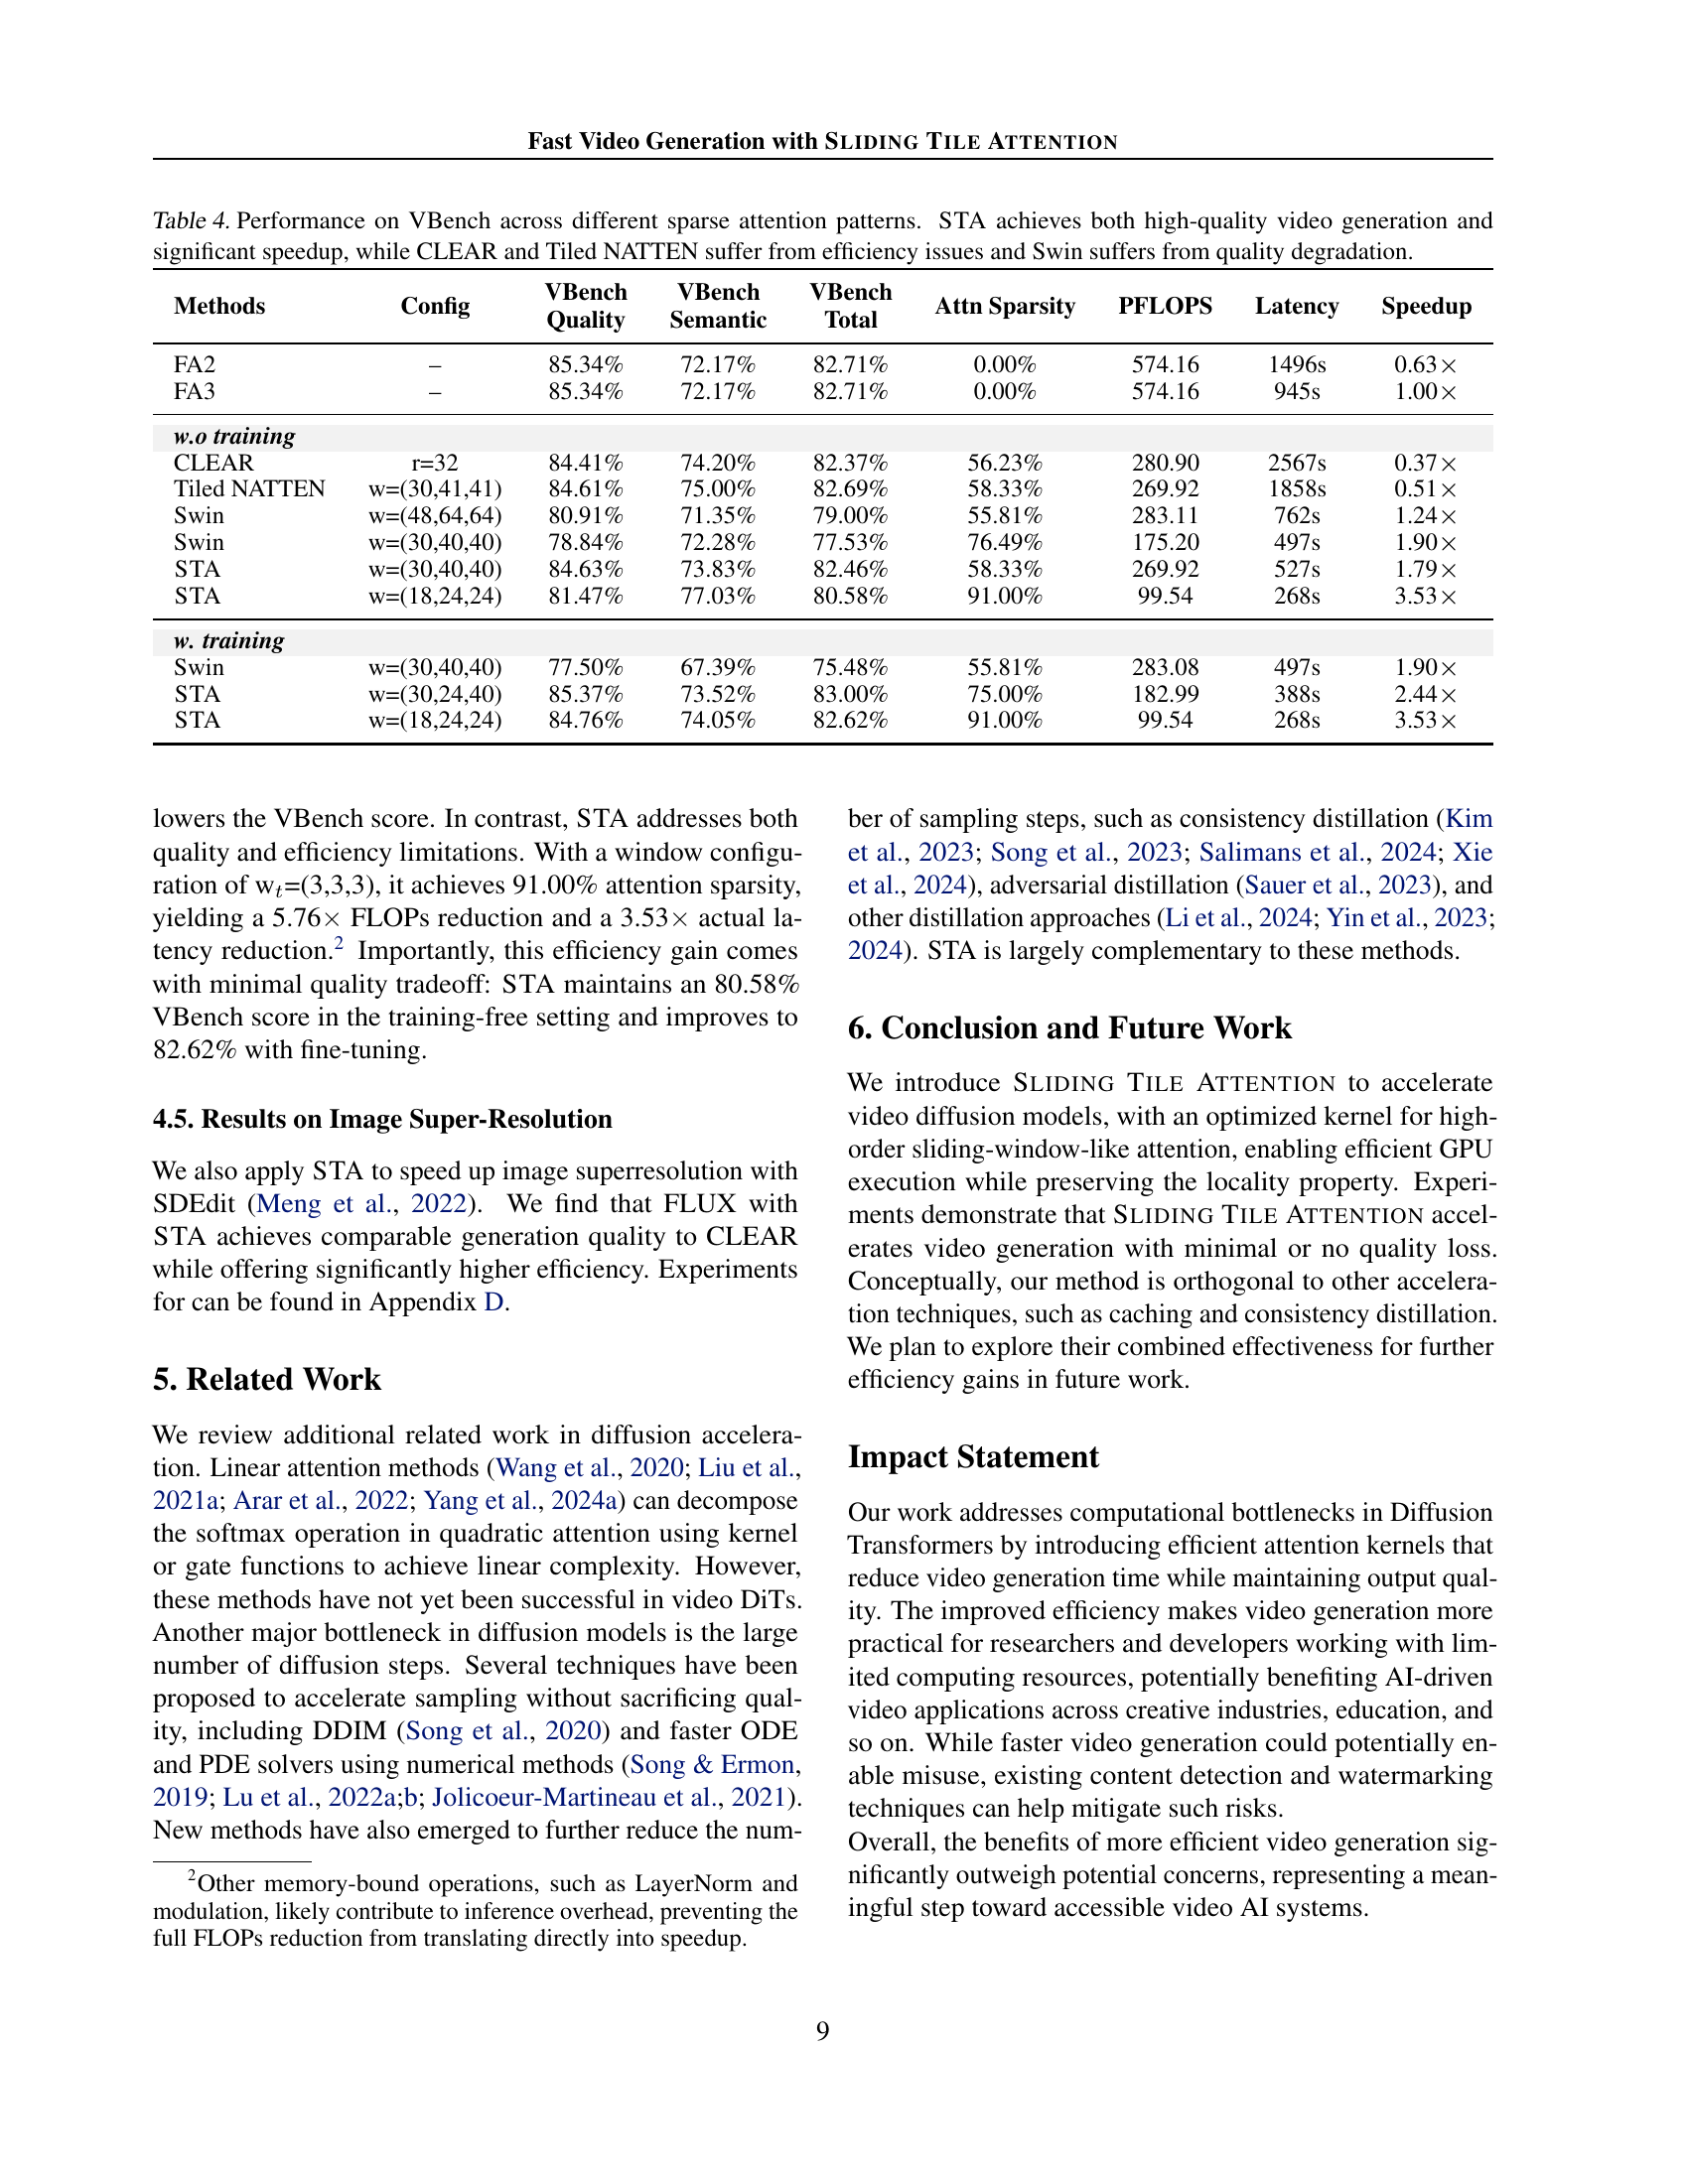 Fast Video Generation with SLIDING TILE ATTENTION
Table 4. Performance on VBench across different sparse attention patterns. STA achieves both high-quality video generation and
significant speedup, while CLEAR and Tiled NATTEN suffer from efficiency issues and Swin suffers from quality degradation.
Methods Config VBench Quality VBench Semantic VBench Total Attn Sparsity PFLOPS Latency Speedup
FA2 – 85.34% 72.17% 82.71% 0.00% 574.16 1496s 0.63×
FA3 – 85.34% 72.17% 82.71% 0.00% 574.16 945s 1.00×
w.o training
CLEAR r=32 84.41% 74.20% 82.37% 56.23% 280.90 2567s 0.37×
Tiled NATTEN w=(30,41,41) 84.61% 75.00% 82.69% 58.33% 269.92 1858s 0.51×
Swin w=(48,64,64) 80.91% 71.35% 79.00% 55.81% 283.11 762s 1.24×
Swin w=(30,40,40) 78.84% 72.28% 77.53% 76.49% 175.20 497s 1.90×
STA w=(30,40,40) 84.63% 73.83% 82.46% 58.33% 269.92 527s 1.79×
STA w=(18,24,24) 81.47% 77.03% 80.58% 91.00% 99.54 268s 3.53×
w. training
Swin w=(30,40,40) 77.50% 67.39% 75.48% 55.81% 283.08 497s 1.90×
STA w=(30,24,40) 85.37% 73.52% 83.00% 75.00% 182.99 388s 2.44×
STA w=(18,24,24) 84.76% 74.05% 82.62% 91.00% 99.54 268s 3.53×
lowers the VBench score. In contrast, STA addresses both
quality and efficiency limitations. With a window configu-
ration of wt=(3,3,3), it achieves 91.00% attention sparsity,
yielding a 5.76× FLOPs reduction and a 3.53× actual la-
tency reduction.2 Importantly, this efficiency gain comes
with minimal quality tradeoff: STA maintains an 80.58%
VBench score in the training-free setting and improves to
82.62% with fine-tuning.
4.5. Results on Image Super-Resolution
We also apply STA to speed up image superresolution with
SDEdit (Meng et al., 2022). We find that FLUX with
STA achieves comparable generation quality to CLEAR
while offering significantly higher efficiency. Experiments
for can be found in Appendix D.
5. Related Work
We review additional related work in diffusion accelera-
tion. Linear attention methods (Wang et al., 2020; Liu et al.,
2021a; Arar et al., 2022; Yang et al., 2024a) can decompose
the softmax operation in quadratic attention using kernel
or gate functions to achieve linear complexity. However,
these methods have not yet been successful in video DiTs.
Another major bottleneck in diffusion models is the large
number of diffusion steps. Several techniques have been
proposed to accelerate sampling without sacrificing qual-
ity, including DDIM (Song et al., 2020) and faster ODE
and PDE solvers using numerical methods (Song & Ermon,
2019; Lu et al., 2022a;b; Jolicoeur-Martineau et al., 2021).
New methods have also emerged to further reduce the num-
2Other memory-bound operations, such as LayerNorm and
modulation, likely contribute to inference overhead, preventing the
full FLOPs reduction from translating directly into speedup.
ber of sampling steps, such as consistency distillation (Kim
et al., 2023; Song et al., 2023; Salimans et al., 2024; Xie
et al., 2024), adversarial distillation (Sauer et al., 2023), and
other distillation approaches (Li et al., 2024; Yin et al., 2023;
2024). STA is largely complementary to these methods.
6. Conclusion and Future Work
We introduce SLIDING TILE ATTENTION to accelerate
video diffusion models, with an optimized kernel for high-
order sliding-window-like attention, enabling efficient GPU
execution while preserving the locality property. Experi-
ments demonstrate that SLIDING TILE ATTENTION accel-
erates video generation with minimal or no quality loss.
Conceptually, our method is orthogonal to other accelera-
tion techniques, such as caching and consistency distillation.
We plan to explore their combined effectiveness for further
efficiency gains in future work.
Impact Statement
Our work addresses computational bottlenecks in Diffusion
Transformers by introducing efficient attention kernels that
reduce video generation time while maintaining output qual-
ity. The improved efficiency makes video generation more
practical for researchers and developers working with lim-
ited computing resources, potentially benefiting AI-driven
video applications across creative industries, education, and
so on. While faster video generation could potentially en-
able misuse, existing content detection and watermarking
techniques can help mitigate such risks.
Overall, the benefits of more efficient video generation sig-
nificantly outweigh potential concerns, representing a mean-
ingful step toward accessible video AI systems.
9